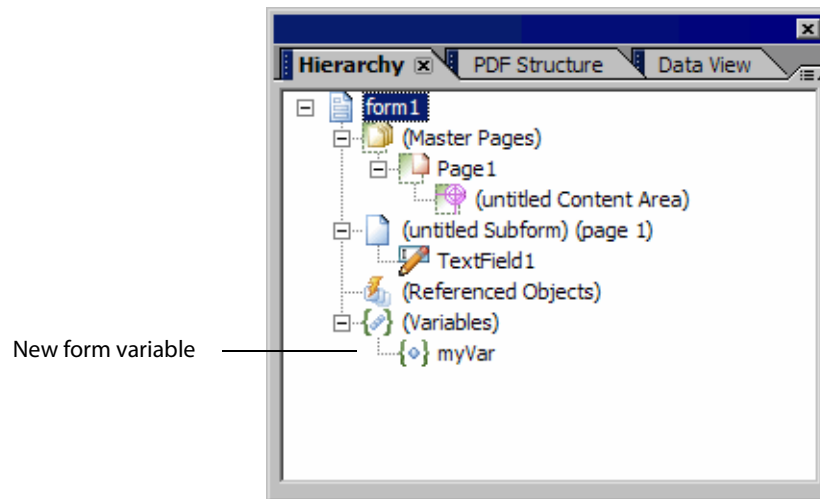 Hierarchy PDF Structure Data View
form1
(Master Pages)
Page1
(untitled Content Area)
(untitled Subform) (page 1)
TextField1
(Referenced Objects)
(Variables)
New form variable myVar